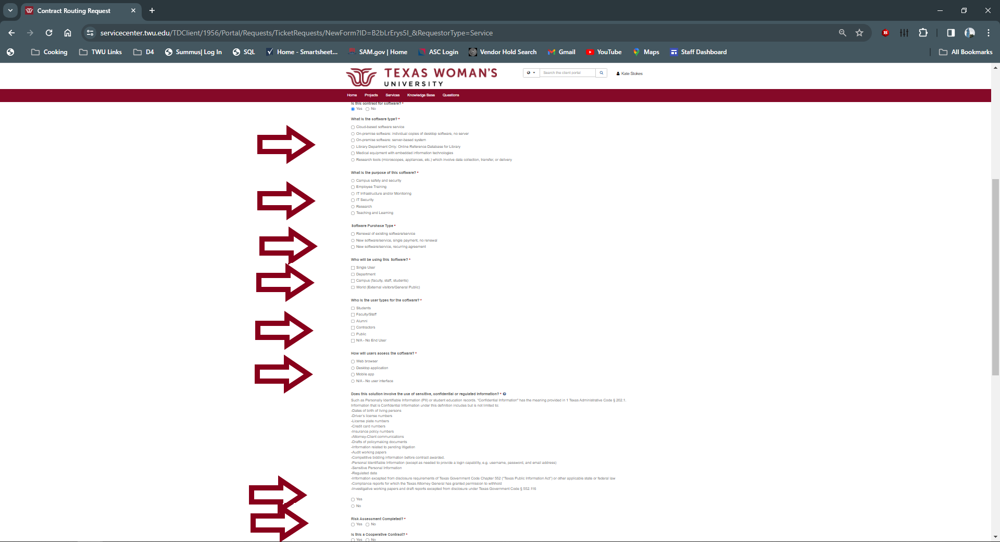 Contract Routing Request
servicecenter.twu.edu/TDClient/1956/Portal/Requests/TicketRequests/NewForm?ID=B2bLrErys5I_&RequestorType=Service
Cooking TWU Links D4 Summus| Log In SQL Home - Smartsheet... SAM.gov | Home ASC Login Vendor Hold Search Gmail YouTube Maps Staff Dashboard All Bookmarks
TEXAS WOMAN'S
UNIVERSITY
Search the client portal
Kate Stokes
Home Projects Services Knowledge Base Questions
Is this contract for software? *
Yes No
What is the software type? *
Cloud-based software service
On-premise software: individual copies of desktop software, no server
On-premise software: server-based system
Library Department Only: Online Reference Database for Library
Medical equipment with embedded information technologies
Research tools (microscopes, appliances, etc.) which involve data collection, transfer, or delivery
What is the purpose of this software? *
Campus safety and security
Employee Training
IT Infrastructure and/or Monitoring
IT Security
Research
Teaching and Learning
Software Purchase Type *
Renewal of existing software/service
New software/service, single payment, no renewal
New software/service, recurring agreement
Who will be using this Software? *
Single User
Department
Campus (faculty, staff, students)
World (External visitors/General Public)
Who is the user types for the software? *
Students
Faculty/Staff
Alumni
Contractors
Public
N/A - No End User
How will users access the software? *
Web browser
Desktop application
Mobile app
N/A - No user interface
Does this solution involve the use of sensitive, confidential or regulated information? *
Such as Personally Identifiable Information (PII) or student education records. "Confidential Information" has the meaning provided in 1 Texas Administrative Code § 202.1.
Information that is Confidential Information under this definition includes but is not limited to:
-Dates of birth of living persons
-Driver's license numbers
-License plate numbers
-Credit card numbers
-Insurance policy numbers
-Attorney-Client communications
-Drafts of policymaking documents
-Information related to pending litigation
-Audit working papers
-Competitive bidding information before contract awarded.
-Personal Identifiable Information (except as needed to provide a login capability, e.g. username, password, and email address)
-Sensitive Personal Information
-Regulated data
-Information excepted from disclosure requirements of Texas Government Code Chapter 552 ("Texas Public Information Act") or other applicable state or federal law
-Compliance reports for which the Texas Attorney General has granted permission to withhold
-Investigative working papers and draft reports excepted from disclosure under Texas Government Code § 552.116
Yes
No
Risk Assessment Completed? *
Yes No
Is this a Cooperative Contract? *
Yes No